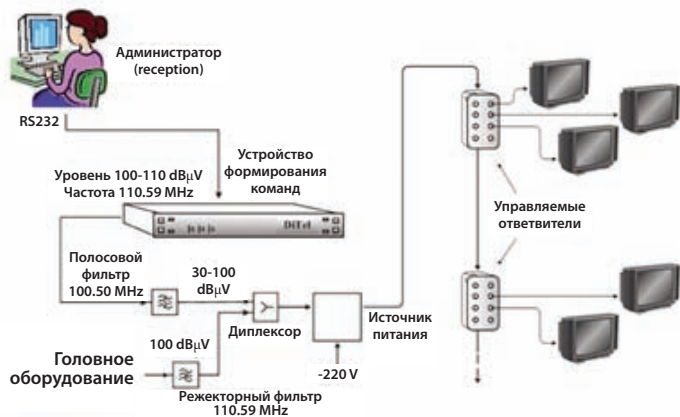 Администратор
(reception)
RS232
Уровень 100-110 dBμV
Частота 110.59 MHz
Устройство
формирования
команд
DiTel
Полосовой
фильтр
100.50 MHz
30-100
dBμV
Диплексор
Источник
питания
Управляемые
ответвители
100 dBμV
Головное
оборудование
-220 V
Режекторный фильтр
110.59 MHz